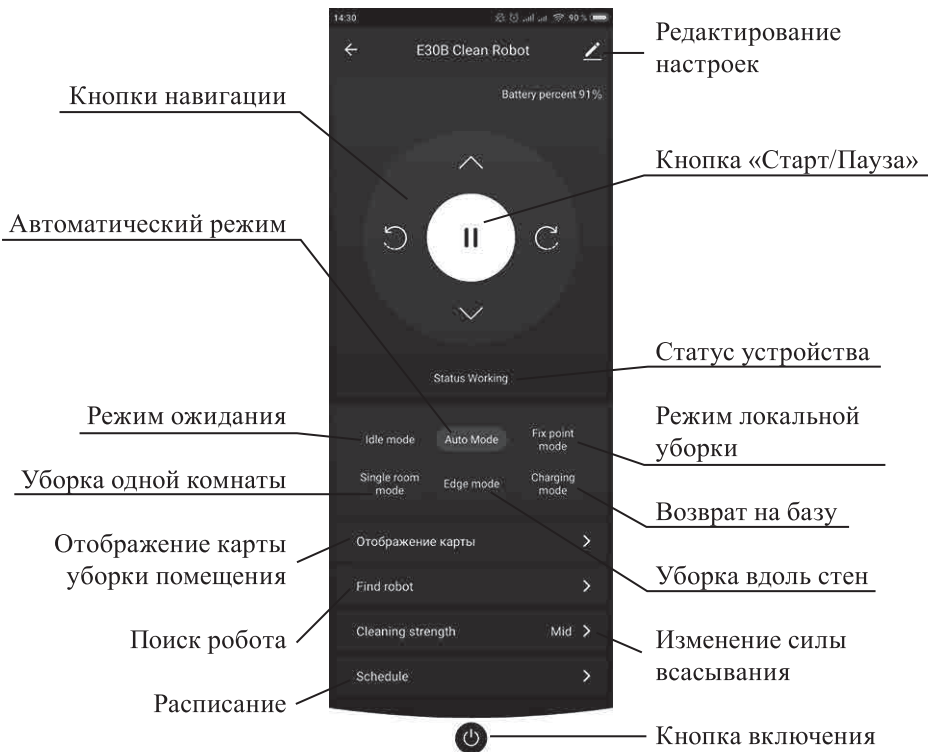 14:30
90 %
E30B Clean Robot
Редактирование
настроек
Battery percent 91%
Кнопки навигации
Кнопка «Старт/Пауза»
Автоматический режим
Статус устройства
Status Working
Режим ожидания
Режим локальной
уборки
Idle mode
Auto Mode
Fix point
mode
Уборка одной комнаты
Single room
mode
Edge mode
Charging
mode
Возврат на базу
Отображение карты
уборки помещения
Отображение карты
Уборка вдоль стен
Find robot
Поиск робота
Cleaning strength
Mid
Изменение силы
всасывания
Расписание
Schedule
Кнопка включения